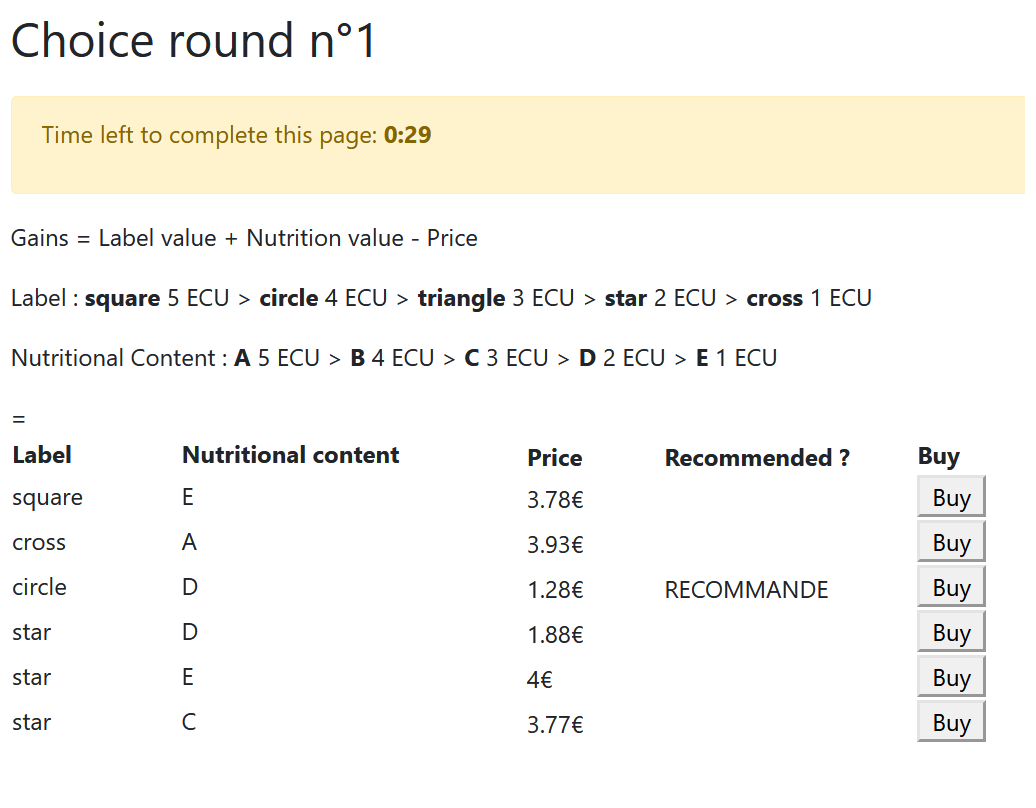 Choice round n°1
Time left to complete this page: 0:29
Gains = Label value + Nutrition value - Price
Label : square 5 ECU > circle 4 ECU > triangle 3 ECU > star 2 ECU > cross 1 ECU
Nutritional Content : A 5 ECU > B 4 ECU > C 3 ECU > D 2 ECU > E 1 ECU
=
Label Nutritional content Price Recommended ? Buy
square E 3.78€ Buy
cross A 3.93€ Buy
circle D 1.28€ RECOMMANDE Buy
star D 1.88€ Buy
star E 4€ Buy
star C 3.77€ Buy